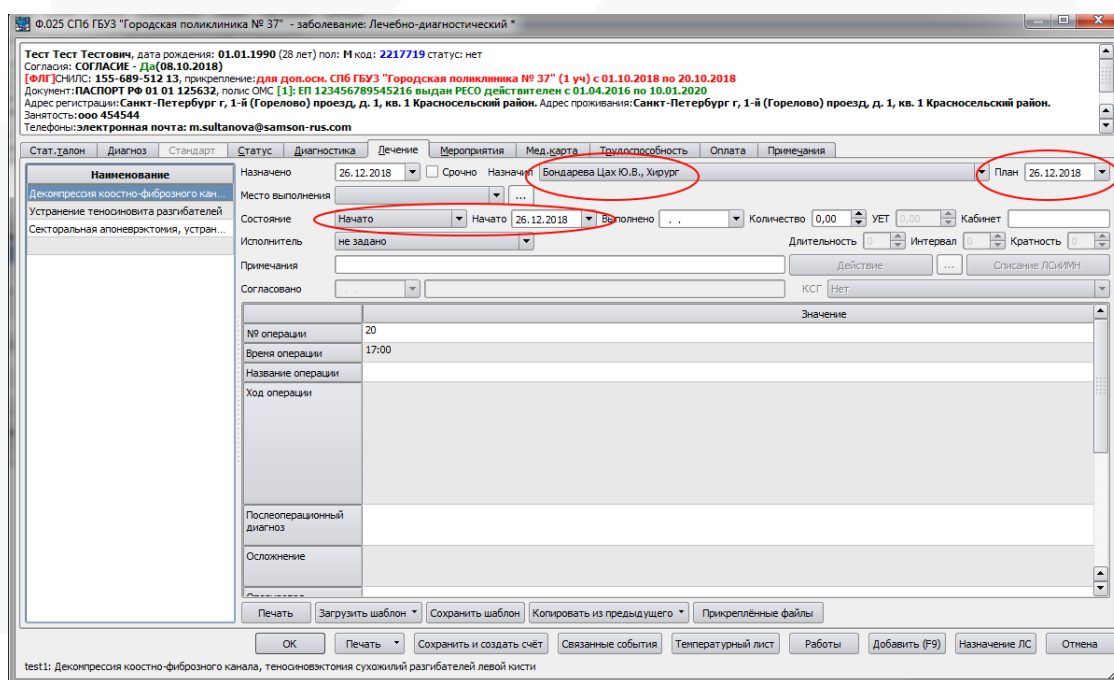 Ф.025 СПб ГБУЗ "Городская поликлиника № 37" - заболевание: Лечебно-диагностический *
Тест Тест Тестович, дата рождения: 01.01.1990 (28 лет) пол: М код: 2217719 статус: нет
Согласия: СОГЛАСИЕ - Да(08.10.2018)
[ФЛГ]СНИЛС: 155-689-512 13, прикрепление:для доп.осм. СПб ГБУЗ "Городская поликлиника № 37" (1 уч) с 01.10.2018 по 20.10.2018
Документ:ПАСПОРТ РФ 01 01 125632, полис ОМС [1]: ЕП 123456789545216 выдан РЕСО действителен с 01.04.2016 по 10.01.2020
Адрес регистрации:Санкт-Петербург г, 1-й (Горелово) проезд, д. 1, кв. 1 Красносельский район. Адрес проживания:Санкт-Петербург г, 1-й (Горелово) проезд, д. 1, кв. 1 Красносельский район.
Занятость:ооо 454544
Телефоны:электронная почта: m.sultanova@samson-rus.com
Стат.талон Диагноз Стандарт Статус Диагностика Лечение Мероприятия Мед.карта Трудоспособность Оплата Примечания
Наименование
Декомпрессия коостно-фиброзного кан...
Устранение теносиновита разгибателей
Секторальная апоневрэктомия, устран...
Назначено 26.12.2018 Срочно Назначил Бондарева Цах Ю.В., Хирург План 26.12.2018
Место выполнения ...
Состояние Начато Начато 26.12.2018 Выполнено . . Количество 0,00 УЕТ 0,00 Кабинет
Исполнитель не задано Длительность 0 Интервал 0 Кратность 0
Примечания Действие ... Списание ЛСиИМН
Согласовано . . КСГ Нет
Значение
№ операции 20
Время операции 17:00
Название операции
Ход операции
Послеоперационный
диагноз
Осложнение
Печать Загрузить шаблон Сохранить шаблон Копировать из предыдущего Прикреплённые файлы
ОК Печать Сохранить и создать счёт Связанные события Температурный лист Работы Добавить (F9) Назначение ЛС Отмена
test1: Декомпрессия коостно-фиброзного канала, теносиновэктомия сухожилий разгибателей левой кисти